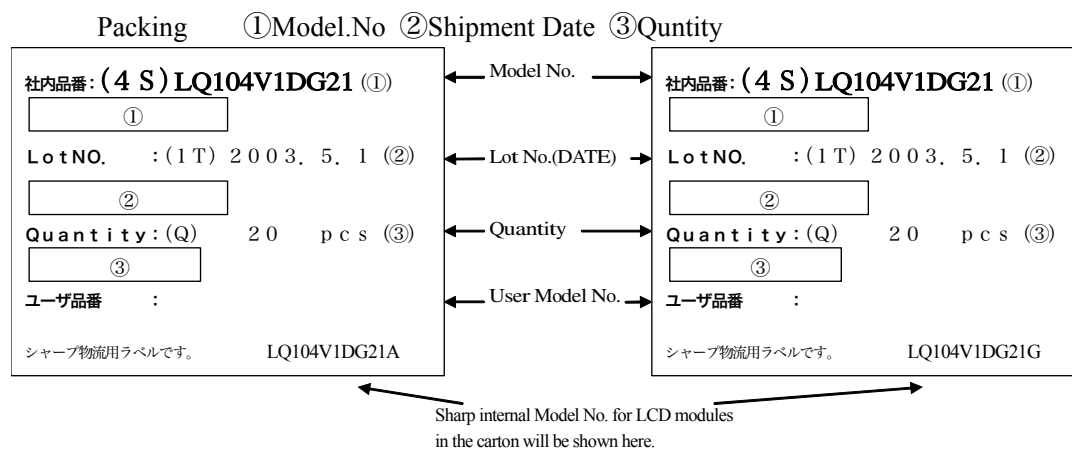 Packing ①Model.No ②Shipment Date ③Quntity
社内品番：(４Ｓ)LQ104V1DG21 (①)
①
ＬｏｔNO. ：(１Ｔ) ２００３．５．１ (②)
②
Ｑｕａｎｔｉｔｙ：(Q) ２０ ｐｃｓ (③)
③
ユーザ品番 ：
シャープ物流用ラベルです。 LQ104V1DG21A
Model No.
Lot No.(DATE)
Quantity
User Model No.
社内品番：(４Ｓ)LQ104V1DG21 (①)
①
ＬｏｔNO. ：(１Ｔ) ２００３．５．１ (②)
②
Ｑｕａｎｔｉｔｙ：(Q) ２０ ｐｃｓ (③)
③
ユーザ品番 ：
シャープ物流用ラベルです。 LQ104V1DG21G
Sharp internal Model No. for LCD modules
in the carton will be shown here.